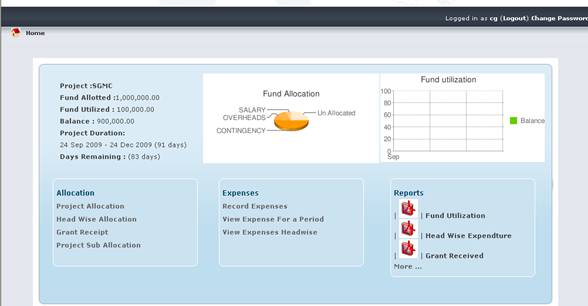 Logged in as cg (Logout) Change Password
Home
Project :SGMC
Fund Allotted :1,000,000.00
Fund Utilized : 100,000.00
Balance : 900,000.00
Project Duration:
24 Sep 2009 - 24 Dec 2009 (91 days)
Days Remaining : (83 days)
Fund Allocation
SALARY
OVERHEADS
CONTINGENCY
Un Allocated
Fund utilization
100
80
60
40
20
0
Sep
Balance
Allocation
Project Allocation
Head Wise Allocation
Grant Receipt
Project Sub Allocation
Expenses
Record Expenses
View Expense For a Period
View Expenses Headwise
Reports
| | Fund Utilization
| | Head Wise Expendture
| | Grant Received
More ...